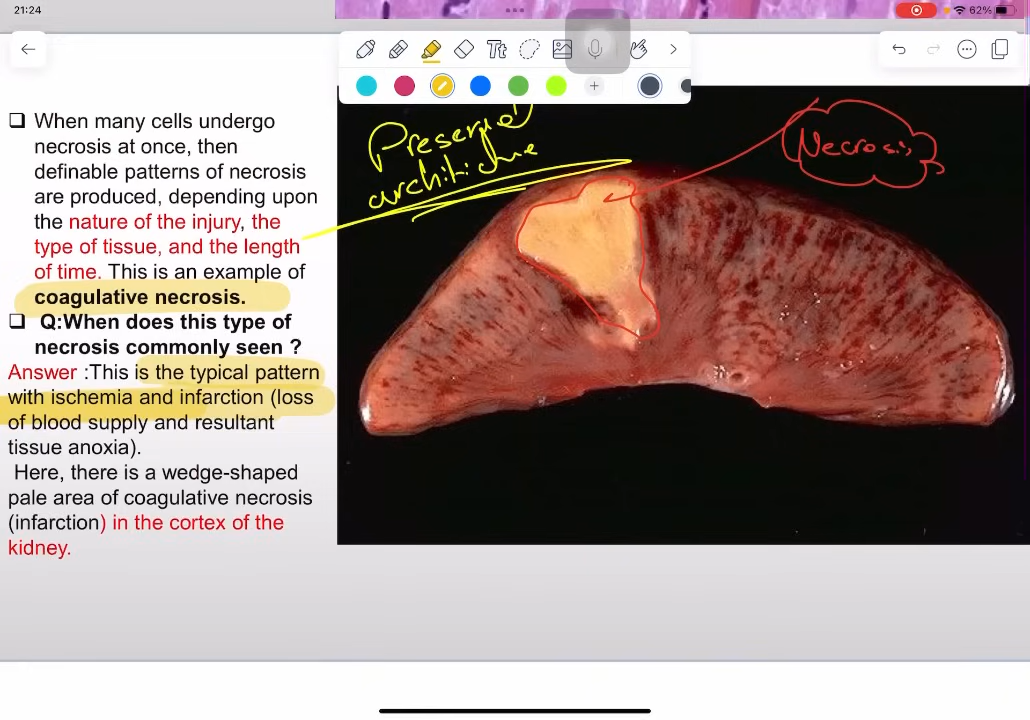 21:24
62%
Tt
❑ When many cells undergo
necrosis at once, then
definable patterns of necrosis
are produced, depending upon
the nature of the injury, the
type of tissue, and the length
of time. This is an example of
coagulative necrosis.
❑ Q:When does this type of
necrosis commonly seen ?
Answer :This is the typical pattern
with ischemia and infarction (loss
of blood supply and resultant
tissue anoxia).
Here, there is a wedge-shaped
pale area of coagulative necrosis
(infarction) in the cortex of the
kidney.
Necrosis